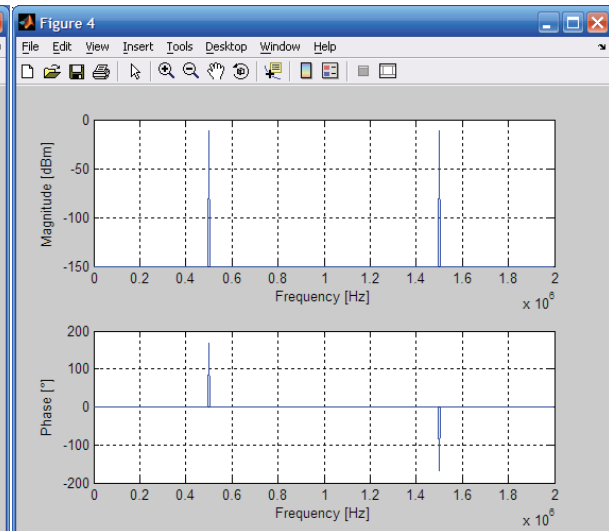 Figure 4
File Edit View Insert Tools Desktop Window Help
0
-50
-100
-150
Magnitude [dBm]
0 0.2 0.4 0.6 0.8 1 1.2 1.4 1.6 1.8 2
Frequency [Hz]
x 10^6
200
100
0
-100
-200
Phase [°]
0 0.2 0.4 0.6 0.8 1 1.2 1.4 1.6 1.8 2
Frequency [Hz]
x 10^6